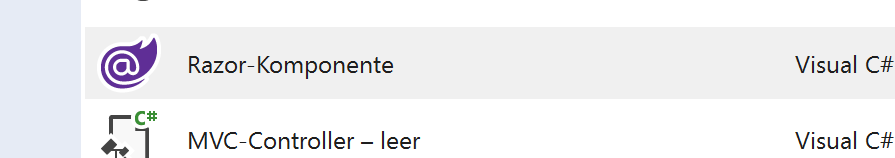 Razor-Komponente Visual C#
C#
MVC-Controller – leer Visual C#